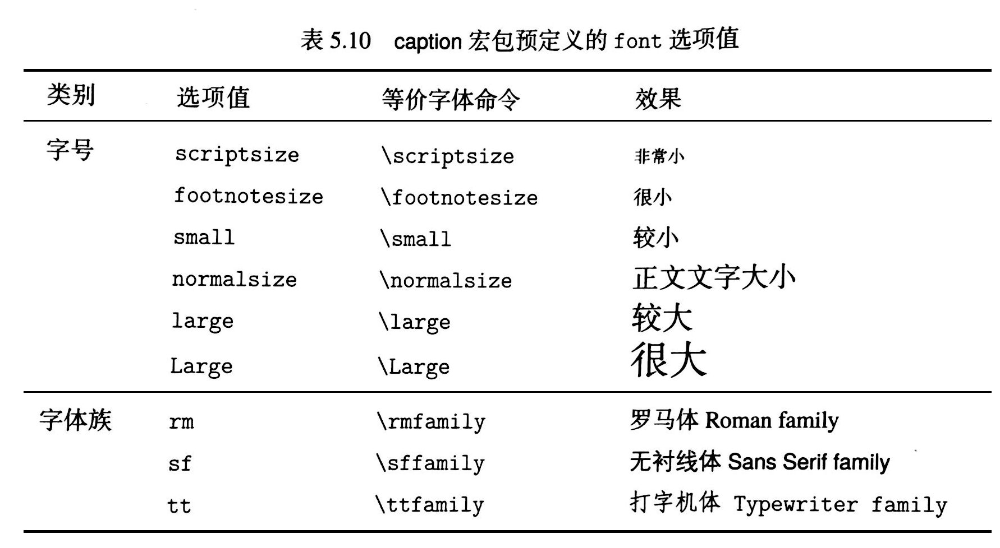 表 5.10 caption 宏包预定义的 font 选项值
类别 选项值 等价字体命令 效果
字号 scriptsize \scriptsize 非常小
footnotesize \footnotesize 很小
small \small 较小
normalsize \normalsize 正文文字大小
large \large 较大
Large \Large 很大
字体族 rm \rmfamily 罗马体 Roman family
sf \sffamily 无衬线体 Sans Serif family
tt \ttfamily 打字机体 Typewriter family